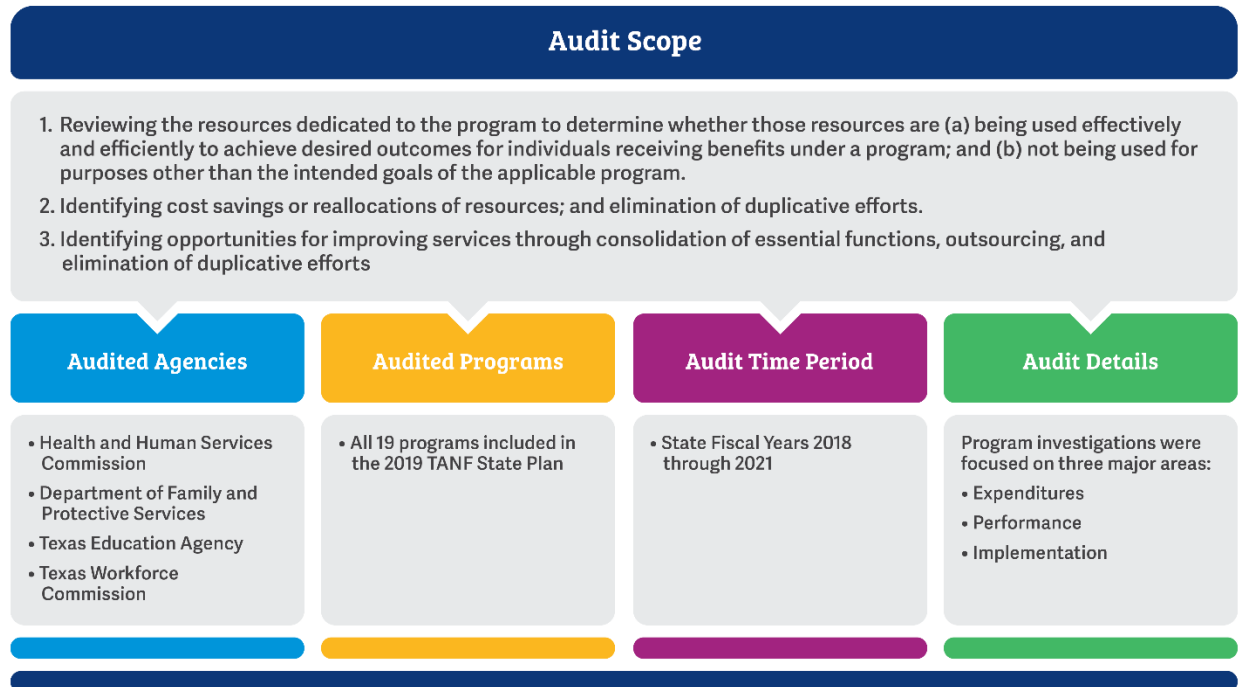 Audit Scope
1. Reviewing the resources dedicated to the program to determine whether those resources are (a) being used effectively
and efficiently to achieve desired outcomes for individuals receiving benefits under a program; and (b) not being used for
purposes other than the intended goals of the applicable program.
2. Identifying cost savings or reallocations of resources; and elimination of duplicative efforts.
3. Identifying opportunities for improving services through consolidation of essential functions, outsourcing, and
elimination of duplicative efforts
Audited Agencies
• Health and Human Services
Commission
• Department of Family and
Protective Services
• Texas Education Agency
• Texas Workforce
Commission
Audited Programs
• All 19 programs included in
the 2019 TANF State Plan
Audit Time Period
• State Fiscal Years 2018
through 2021
Audit Details
Program investigations were
focused on three major areas:
• Expenditures
• Performance
• Implementation